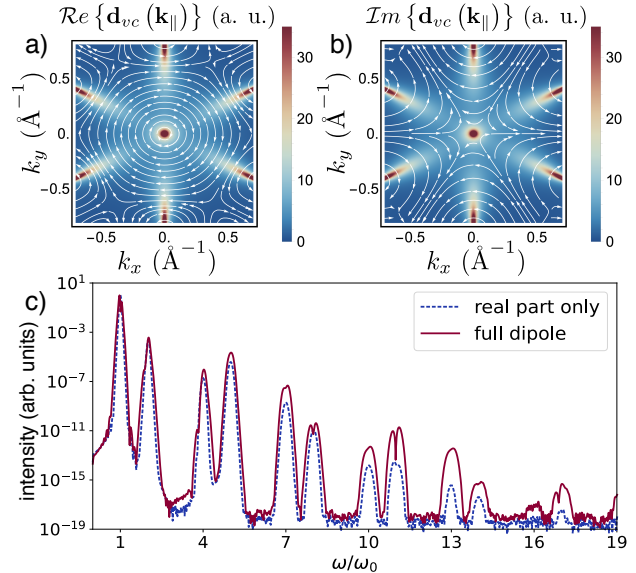 ℛe {d_vc (k_∥)} (a. u.)
ℐm {d_vc (k_∥)} (a. u.)
a)
b)
0.5
0.
-0.5
k_y (Å⁻¹)
-0.5 0. 0.5
k_x (Å⁻¹)
30
20
10
0
0.5
0.
-0.5
k_y (Å⁻¹)
-0.5 0. 0.5
k_x (Å⁻¹)
30
20
10
0
c)
real part only
full dipole
intensity (arb. units)
10¹
10⁻³
10⁻⁷
10⁻¹¹
10⁻¹⁵
10⁻¹⁹
1 4 7 10 13 16 19
ω/ω₀